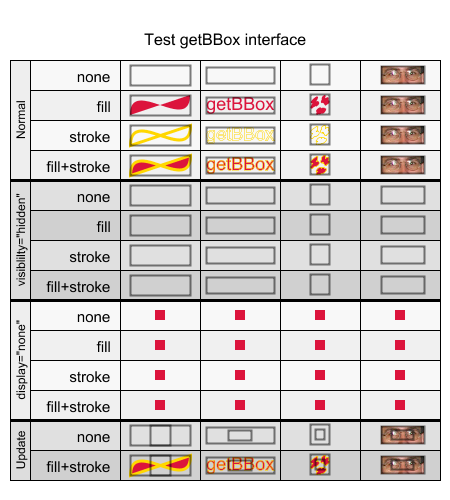 Test getBBox interface
Normal
none
fill
getBBox
stroke
getBBox
fill+stroke
getBBox
visibility="hidden"
none
fill
stroke
fill+stroke
display="none"
none
fill
stroke
fill+stroke
Update
none
fill+stroke
getBBox